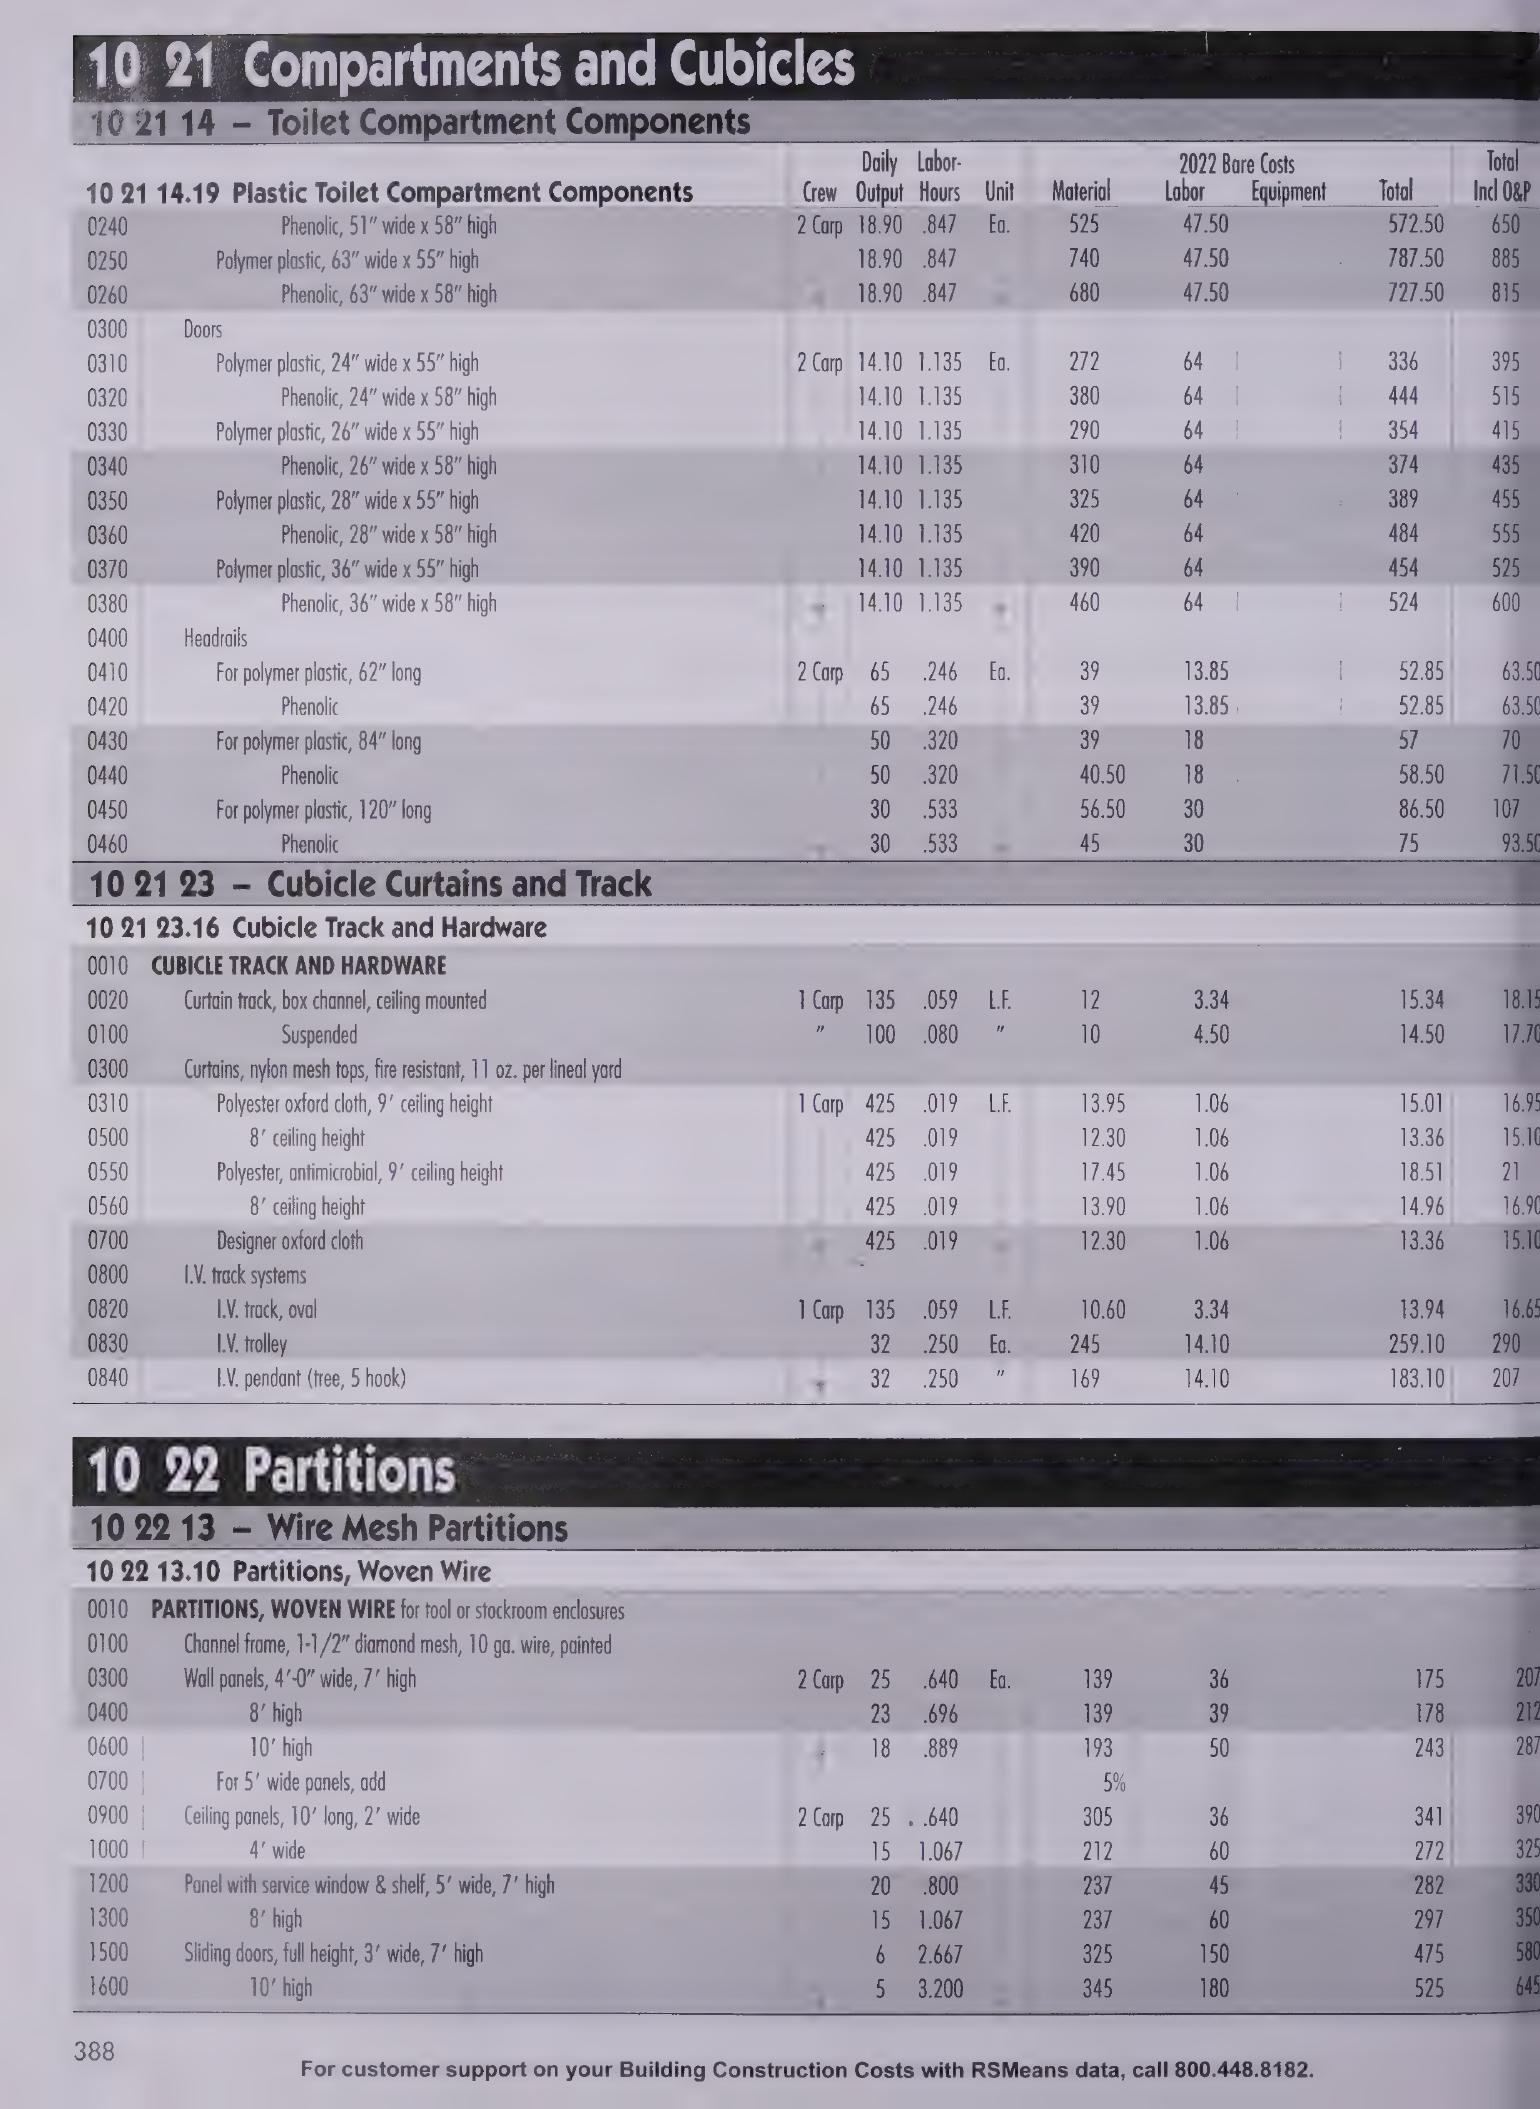 10 21 Compartments and Cubicles
10 21 14 – Toilet Compartment Components
Daily Labor- 2022 Bare Costs Total
10 21 14.19 Plastic Toilet Compartment Components Crew Output Hours Unit Material Labor Equipment Total Incl O&P
0240 Phenolic, 51" wide x 58" high 2 Carp 18.90 .847 Ea. 525 47.50 572.50 650
0250 Polymer plastic, 63" wide x 55" high 18.90 .847 740 47.50 787.50 885
0260 Phenolic, 63" wide x 58" high 18.90 .847 680 47.50 727.50 815
0300 Doors
0310 Polymer plastic, 24" wide x 55" high 2 Carp 14.10 1.135 Ea. 272 64 336 395
0320 Phenolic, 24" wide x 58" high 14.10 1.135 380 64 444 515
0330 Polymer plastic, 26" wide x 55" high 14.10 1.135 290 64 354 415
0340 Phenolic, 26" wide x 58" high 14.10 1.135 310 64 374 435
0350 Polymer plastic, 28" wide x 55" high 14.10 1.135 325 64 389 455
0360 Phenolic, 28" wide x 58" high 14.10 1.135 420 64 484 555
0370 Polymer plastic, 36" wide x 55" high 14.10 1.135 390 64 454 525
0380 Phenolic, 36" wide x 58" high 14.10 1.135 460 64 524 600
0400 Headrails
0410 For polymer plastic, 62" long 2 Carp 65 .246 Ea. 39 13.85 52.85 63.50
0420 Phenolic 65 .246 39 13.85 52.85 63.50
0430 For polymer plastic, 84" long 50 .320 39 18 57 70
0440 Phenolic 50 .320 40.50 18 58.50 71.50
0450 For polymer plastic, 120" long 30 .533 56.50 30 86.50 107
0460 Phenolic 30 .533 45 30 75 93.50
10 21 23 – Cubicle Curtains and Track
10 21 23.16 Cubicle Track and Hardware
0010 CUBICLE TRACK AND HARDWARE
0020 Curtain track, box channel, ceiling mounted 1 Carp 135 .059 L.F. 12 3.34 15.34 18.15
0100 Suspended " 100 .080 " 10 4.50 14.50 17.70
0300 Curtains, nylon mesh tops, fire resistant, 11 oz. per lineal yard
0310 Polyester oxford cloth, 9' ceiling height 1 Carp 425 .019 L.F. 13.95 1.06 15.01 16.95
0500 8' ceiling height 425 .019 12.30 1.06 13.36 15.10
0550 Polyester, antimicrobial, 9' ceiling height 425 .019 17.45 1.06 18.51 21
0560 8' ceiling height 425 .019 13.90 1.06 14.96 16.90
0700 Designer oxford cloth 425 .019 12.30 1.06 13.36 15.10
0800 I.V. track systems
0820 I.V. track, oval 1 Carp 135 .059 L.F. 10.60 3.34 13.94 16.65
0830 I.V. trolley 32 .250 Ea. 245 14.10 259.10 290
0840 I.V. pendant (tree, 5 hook) 32 .250 " 169 14.10 183.10 207
10 22 Partitions
10 22 13 – Wire Mesh Partitions
10 22 13.10 Partitions, Woven Wire
0010 PARTITIONS, WOVEN WIRE for tool or stockroom enclosures
0100 Channel frame, 1-1/2" diamond mesh, 10 ga. wire, painted
0300 Wall panels, 4'-0" wide, 7' high 2 Carp 25 .640 Ea. 139 36 175 207
0400 8' high 23 .696 139 39 178 212
0600 10' high 18 .889 193 50 243 287
0700 For 5' wide panels, add 5%
0900 Ceiling panels, 10' long, 2' wide 2 Carp 25 .640 305 36 341 390
1000 4' wide 15 1.067 212 60 272 325
1200 Panel with service window & shelf, 5' wide, 7' high 20 .800 237 45 282 330
1300 8' high 15 1.067 237 60 297 350
1500 Sliding doors, full height, 3' wide, 7' high 6 2.667 325 150 475 580
1600 10' high 5 3.200 345 180 525 645
388
For customer support on your Building Construction Costs with RSMeans data, call 800.448.8182.